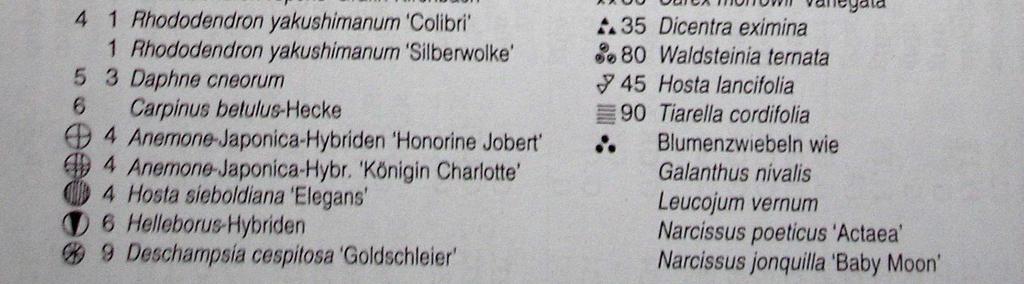 4 1 Rhododendron yakushimanum 'Colibri'
1 Rhododendron yakushimanum 'Silberwolke'
5 3 Daphne cneorum
6 Carpinus betulus-Hecke
4 Anemone-Japonica-Hybriden 'Honorine Jobert'
4 Anemone-Japonica-Hybr. 'Königin Charlotte'
4 Hosta sieboldiana 'Elegans'
6 Helleborus-Hybriden
9 Deschampsia cespitosa 'Goldschleier'
35 Dicentra eximina
80 Waldsteinia ternata
45 Hosta lancifolia
90 Tiarella cordifolia
Blumenzwiebeln wie
Galanthus nivalis
Leucojum vernum
Narcissus poeticus 'Actaea'
Narcissus jonquilla 'Baby Moon'